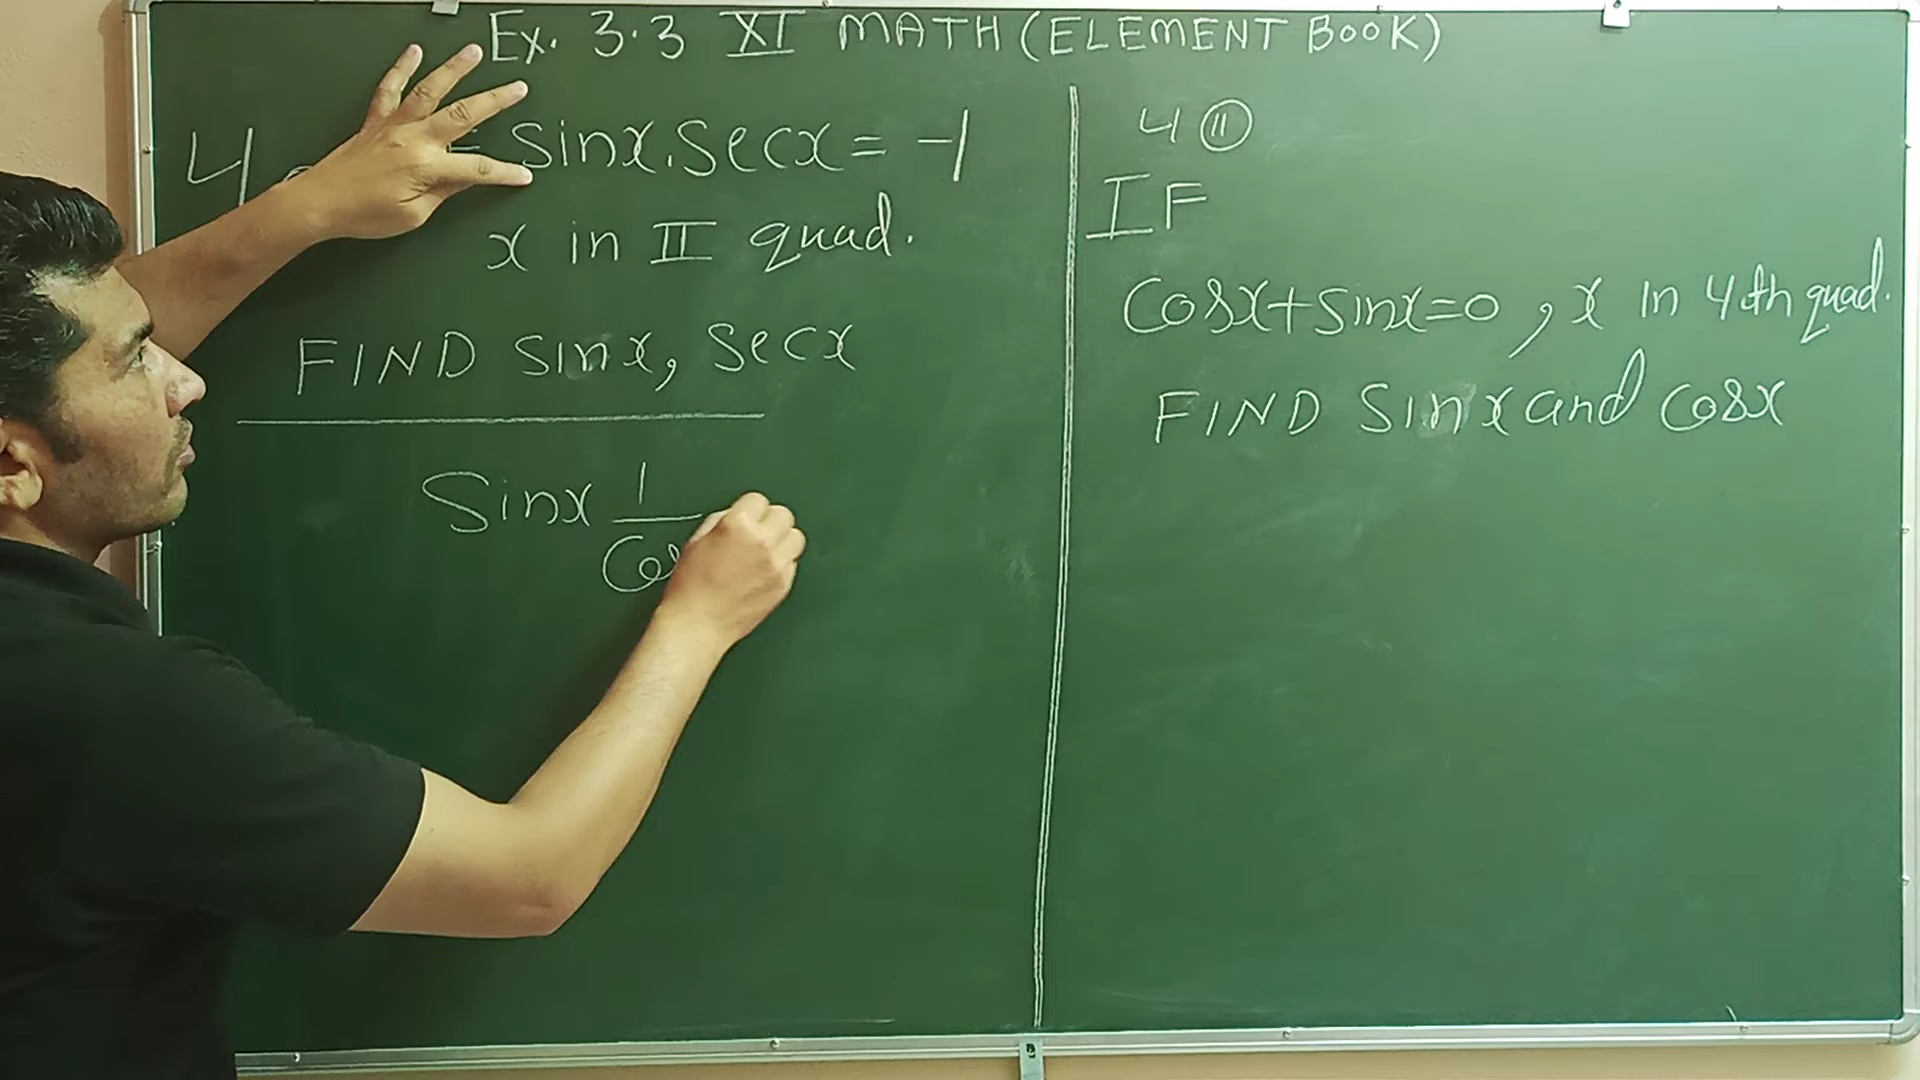 Ex. 3.3 XI MATH (ELEMENT BOOK)
4 = Sinx.Secx = -1
x in II quad.
FIND Sinx, Secx
Sinx 1/Cos
4 (II)
IF
Cosx+Sinx=0, x in 4th quad.
FIND Sinx and Cosx